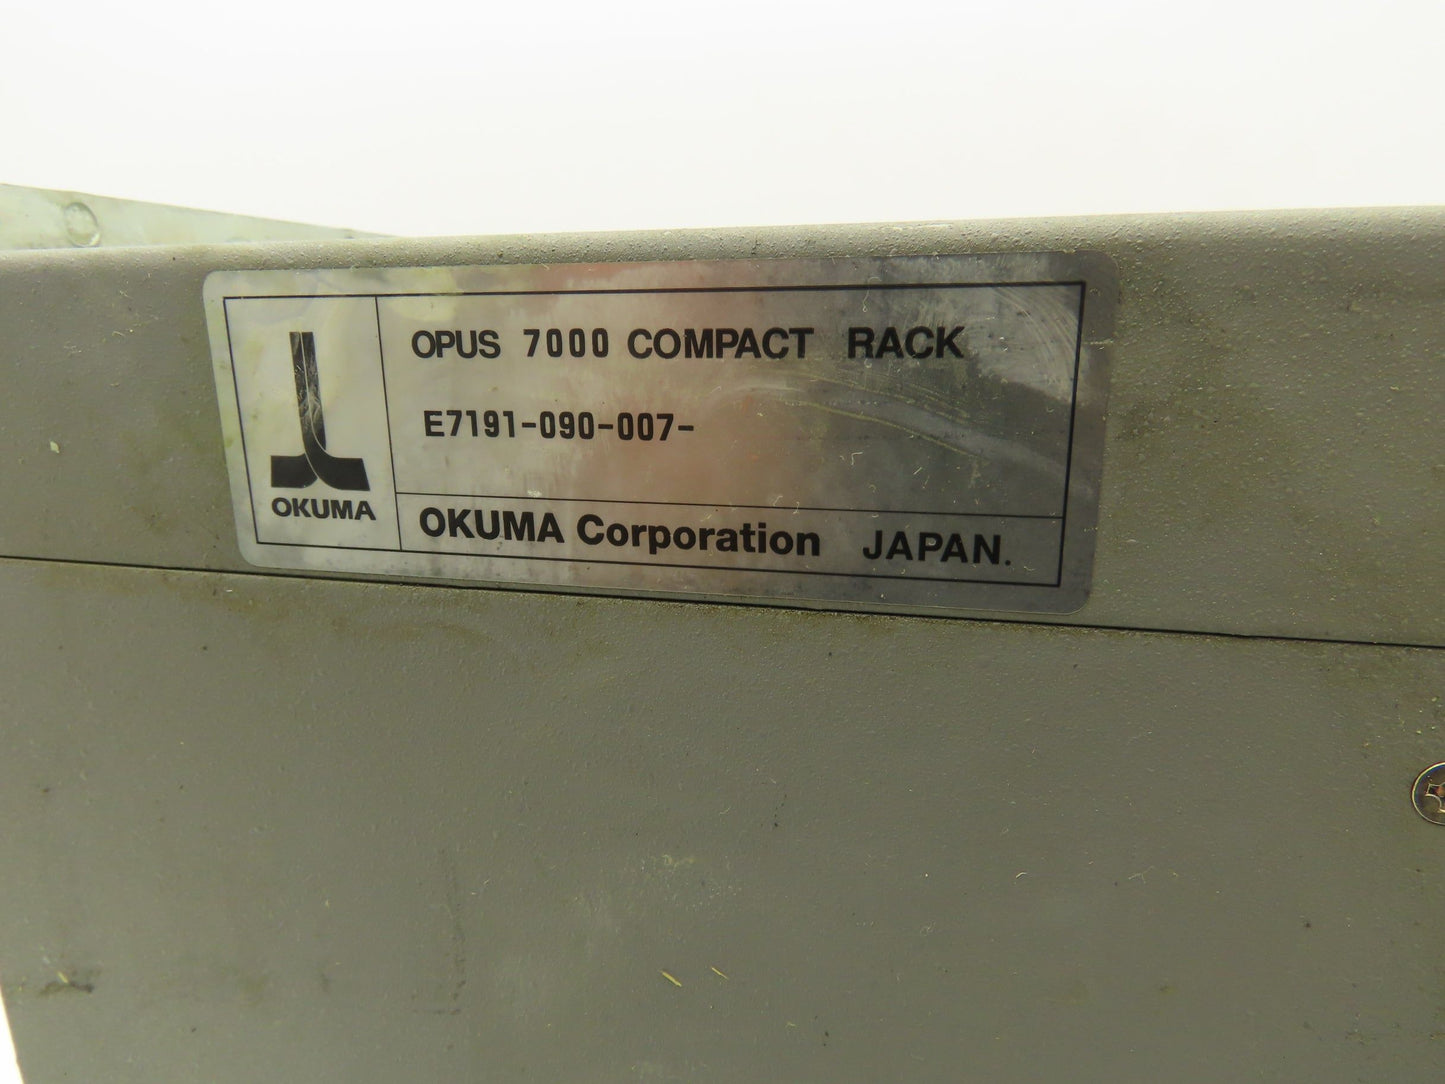 OPUS 7000 COMPACT RACK
E7191-090-007-
OKUMA
OKUMA Corporation JAPAN.